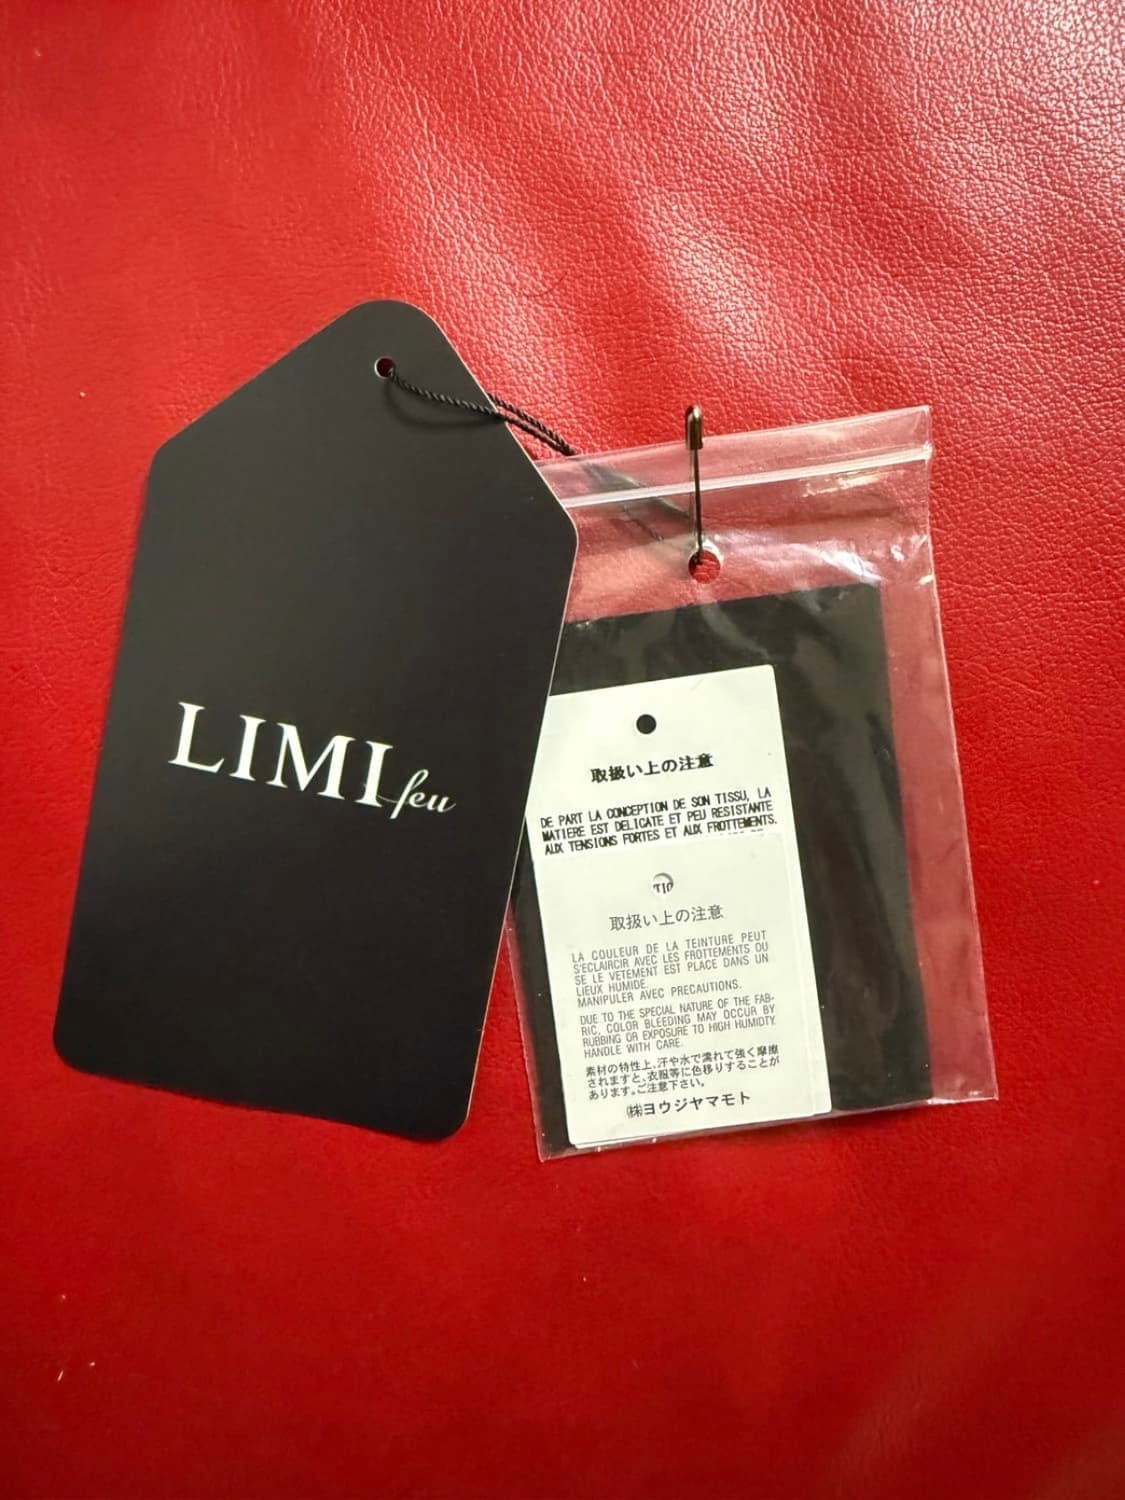 LIMI feu
取扱い上の注意
DE PART LA CONCEPTION DE SON TISSU, LA
MATIERE EST DELICATE ET PEU RESISTANTE
AUX TENSIONS FORTES ET AUX FROTTEMENTS.
取扱い上の注意
LA COULEUR DE LA TEINTURE PEUT
S'ECLAIRCIR AVEC LES FROTTEMENTS OU
SE LE VETEMENT EST PLACE DANS UN
LIEUX HUMIDE.
MANIPULER AVEC PRECAUTIONS.
DUE TO THE SPECIAL NATURE OF THE FAB-
RIC, COLOR BLEEDING MAY OCCUR BY
RUBBING OR EXPOSURE TO HIGH HUMIDTY.
HANDLE WITH CARE.
素材の特性上、汗や水で濡れて強く摩擦
されますと、衣服等に色移りすることが
あります。ご注意下さい。
㈱ヨウジヤマモト